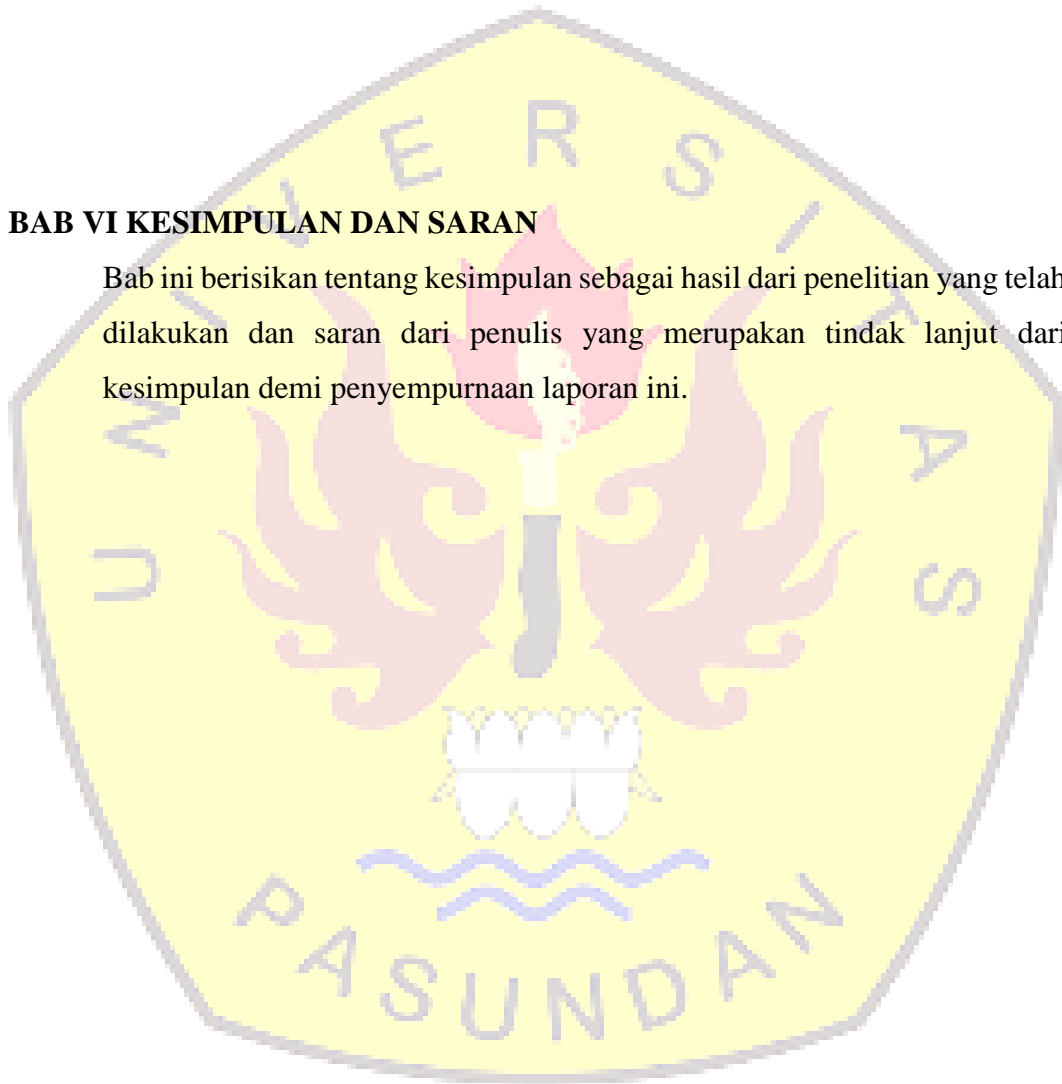 UNIVERSITAS
BAB VI KESIMPULAN DAN SARAN
Bab ini berisikan tentang kesimpulan sebagai hasil dari penelitian yang telah
dilakukan dan saran dari penulis yang merupakan tindak lanjut dari
kesimpulan demi penyempurnaan laporan ini.
PASUNDAN